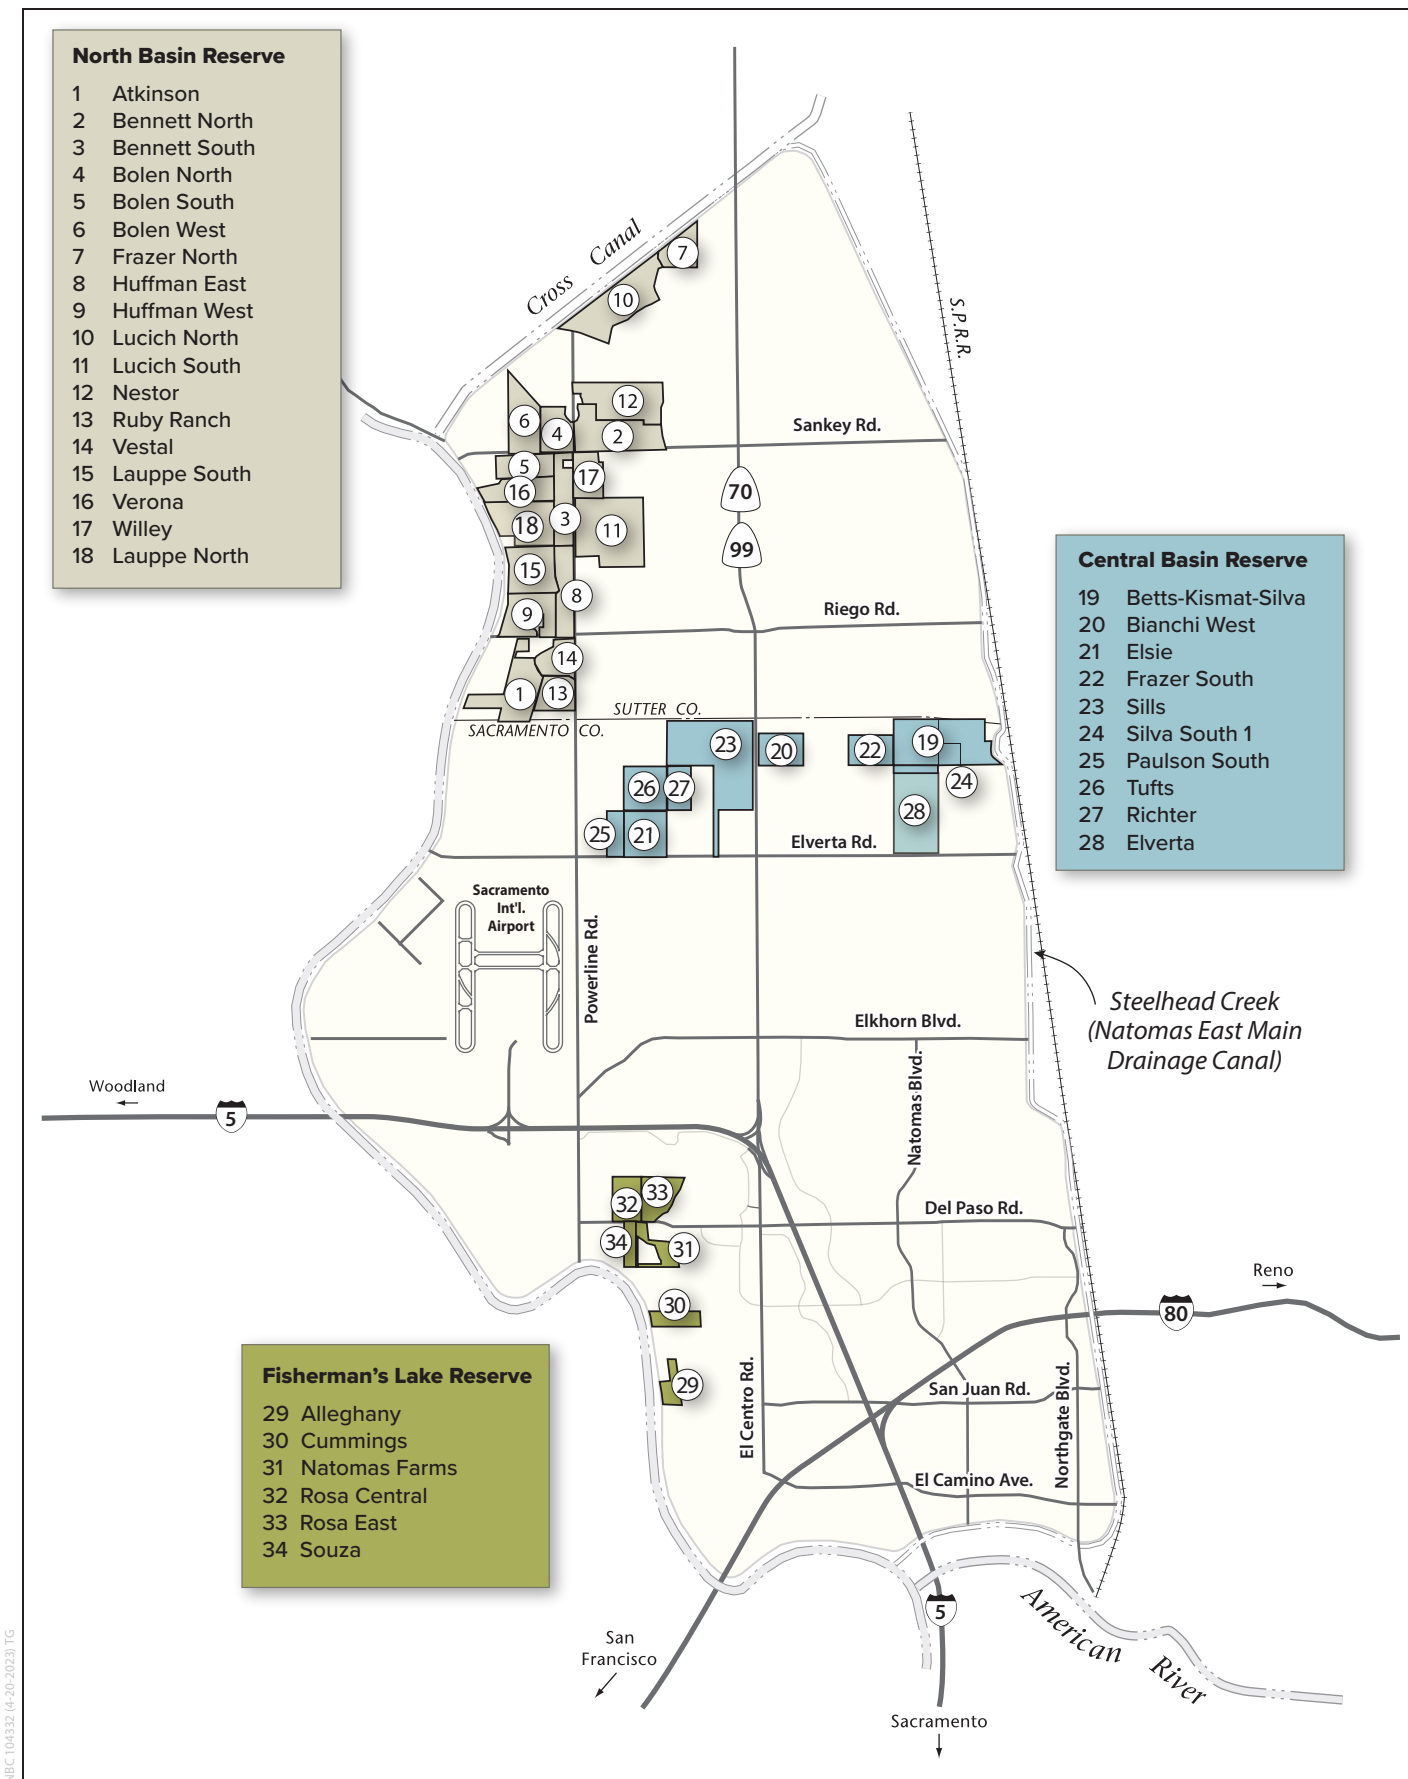 North Basin Reserve
1 Atkinson
2 Bennett North
3 Bennett South
4 Bolen North
5 Bolen South
6 Bolen West
7 Frazer North
8 Huffman East
9 Huffman West
10 Lucich North
11 Lucich South
12 Nestor
13 Ruby Ranch
14 Vestal
15 Lauppe South
16 Verona
17 Willey
18 Lauppe North
Cross Canal
7
10
S.P.R.R.
12
6
4
2
Sankey Rd.
5
17
16
70
3
18
11
99
15
8
9
Riego Rd.
14
1
13
SUTTER CO.
SACRAMENTO CO.
Central Basin Reserve
19 Betts-Kismat-Silva
20 Bianchi West
21 Elsie
22 Frazer South
23 Sills
24 Silva South 1
25 Paulson South
26 Tufts
27 Richter
28 Elverta
23
20
22
19
24
26
27
28
25
21
Elverta Rd.
Sacramento
Int'l.
Airport
Powerline Rd.
Steelhead Creek
(Natomas East Main
Drainage Canal)
Elkhorn Blvd.
Natomas Blvd.
Woodland
5
33
32
Del Paso Rd.
34
31
Reno
30
80
29
El Centro Rd.
San Juan Rd.
Northgate Blvd.
El Camino Ave.
Fisherman's Lake Reserve
29 Alleghany
30 Cummings
31 Natomas Farms
32 Rosa Central
33 Rosa East
34 Souza
5
American River
San
Francisco
Sacramento
NBC 104332 (4-20-2023) TG